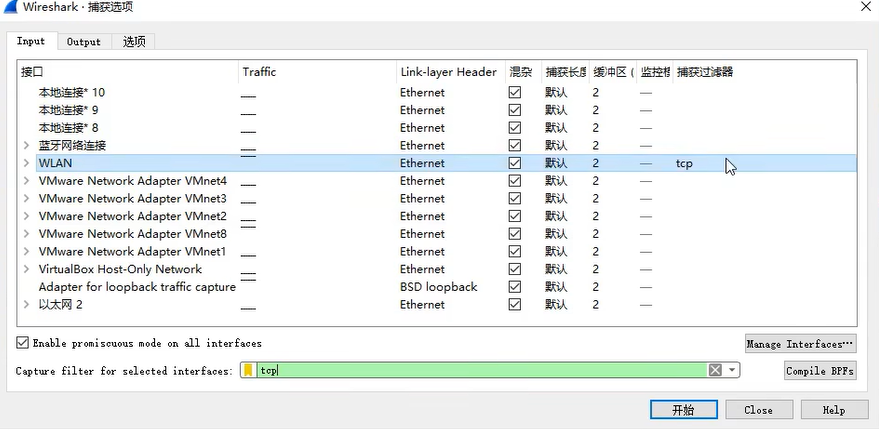 Wireshark · 捕获选项
Input Output 选项
接口 Traffic Link-layer Header 混杂 捕获长度 缓冲区 ( 监控模 捕获过滤器
本地连接* 10 Ethernet 默认 2 —
本地连接* 9 Ethernet 默认 2 —
本地连接* 8 Ethernet 默认 2 —
蓝牙网络连接 Ethernet 默认 2 —
WLAN Ethernet 默认 2 — tcp
VMware Network Adapter VMnet4 Ethernet 默认 2 —
VMware Network Adapter VMnet3 Ethernet 默认 2 —
VMware Network Adapter VMnet2 Ethernet 默认 2 —
VMware Network Adapter VMnet8 Ethernet 默认 2 —
VMware Network Adapter VMnet1 Ethernet 默认 2 —
VirtualBox Host-Only Network Ethernet 默认 2 —
Adapter for loopback traffic capture BSD loopback 默认 2 —
以太网 2 Ethernet 默认 2 —
Enable promiscuous mode on all interfaces Manage Interfaces…
Capture filter for selected interfaces: tcp Compile BPFs
开始 Close Help